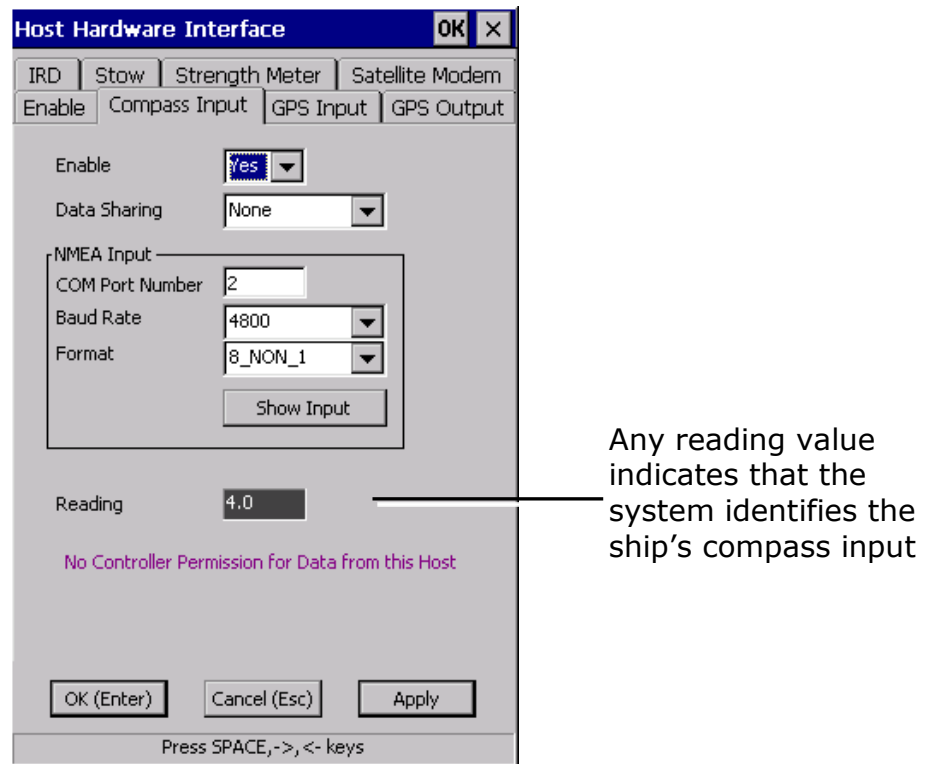 Host Hardware Interface OK ×
IRD Stow Strength Meter Satellite Modem
Enable Compass Input GPS Input GPS Output
Enable Yes
Data Sharing None
NMEA Input
COM Port Number 2
Baud Rate 4800
Format 8_NON_1
Show Input
Reading 4.0
No Controller Permission for Data from this Host
OK (Enter) Cancel (Esc) Apply
Press SPACE,->,<- keys
Any reading value
indicates that the
system identifies the
ship’s compass input